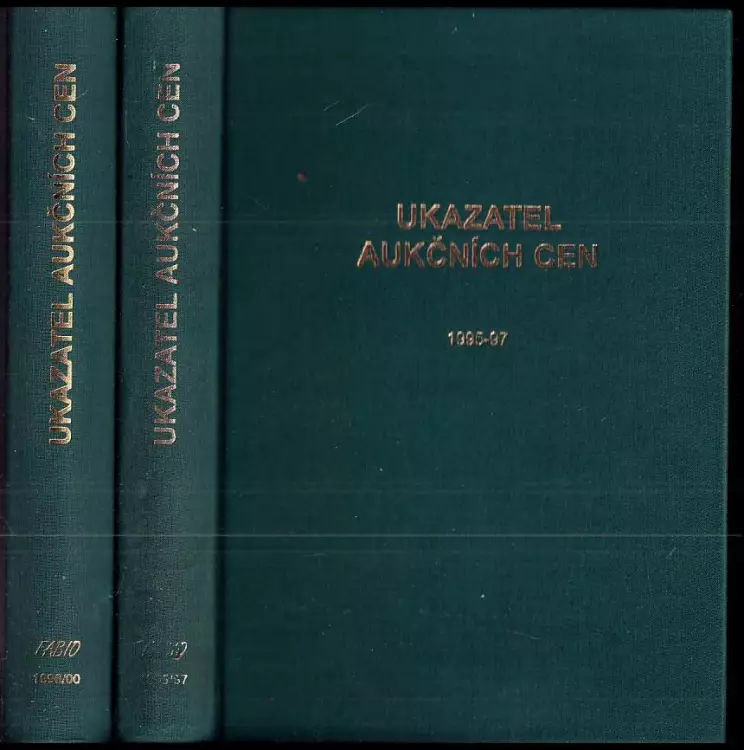 UKAZATEL AUKČNÍCH CEN
FABIO
1998/00
UKAZATEL AUKČNÍCH CEN
UKAZATEL
AUKČNÍCH CEN
1995-97